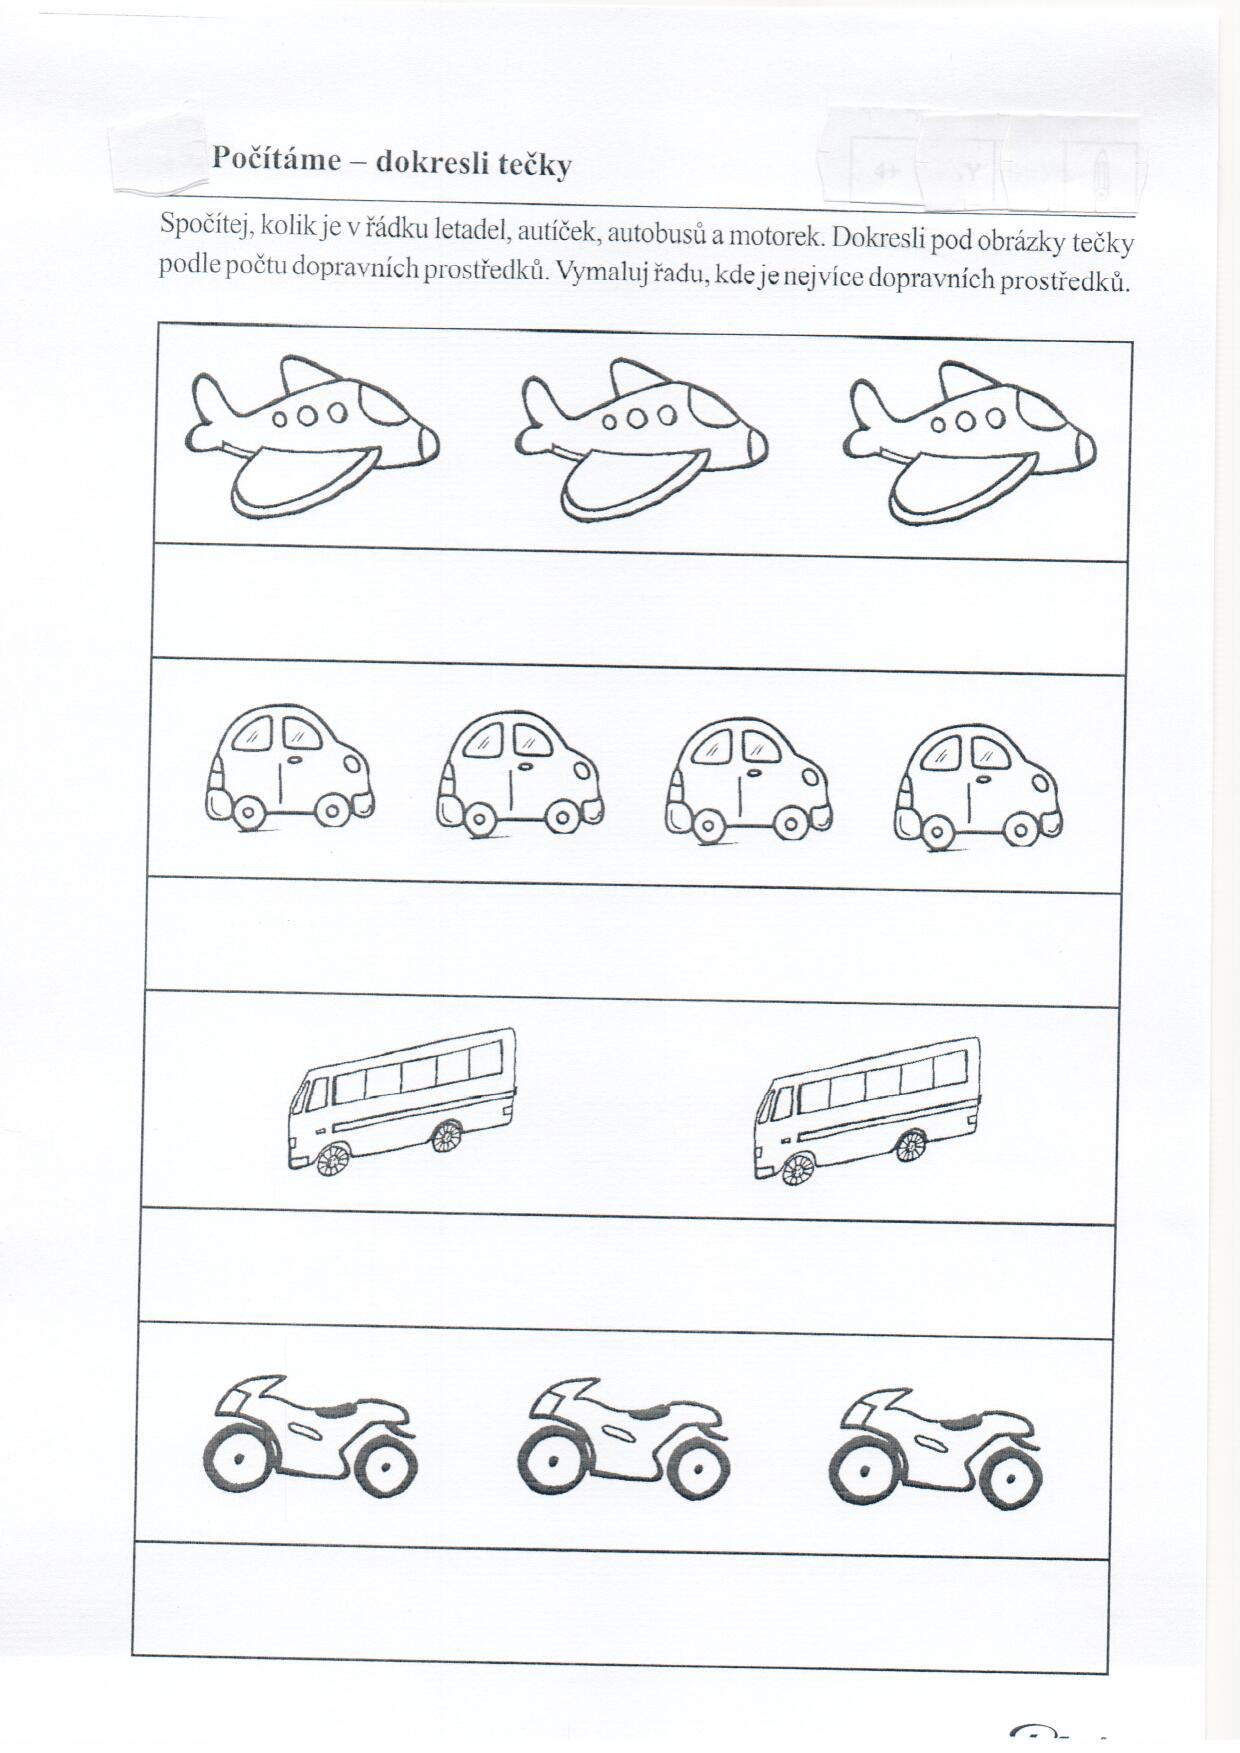 Počítáme – dokresli tečky
Spočítej, kolik je v řádku letadel, autíček, autobusů a motorek. Dokresli pod obrázky tečky
podle počtu dopravních prostředků. Vymaluj řadu, kde je nejvíce dopravních prostředků.